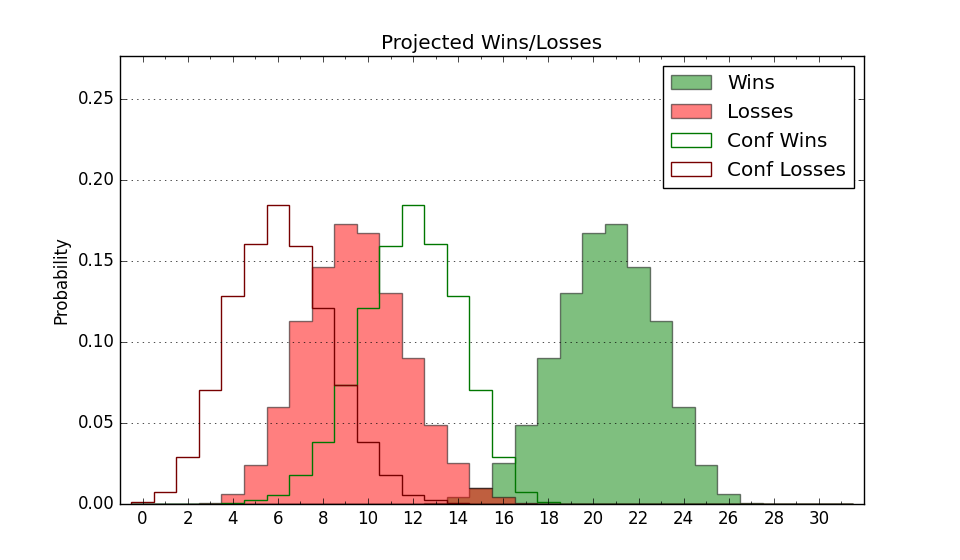 Projected Wins/Losses
Wins
Losses
Conf Wins
Conf Losses
Probability
0.25
0.20
0.15
0.10
0.05
0.00
0 2 4 6 8 10 12 14 16 18 20 22 24 26 28 30